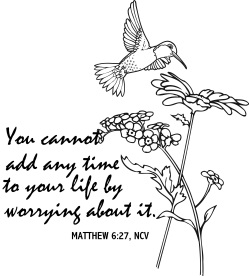 You cannot
add any time
to your life by
worrying about it.
MATTHEW 6:27, NCV